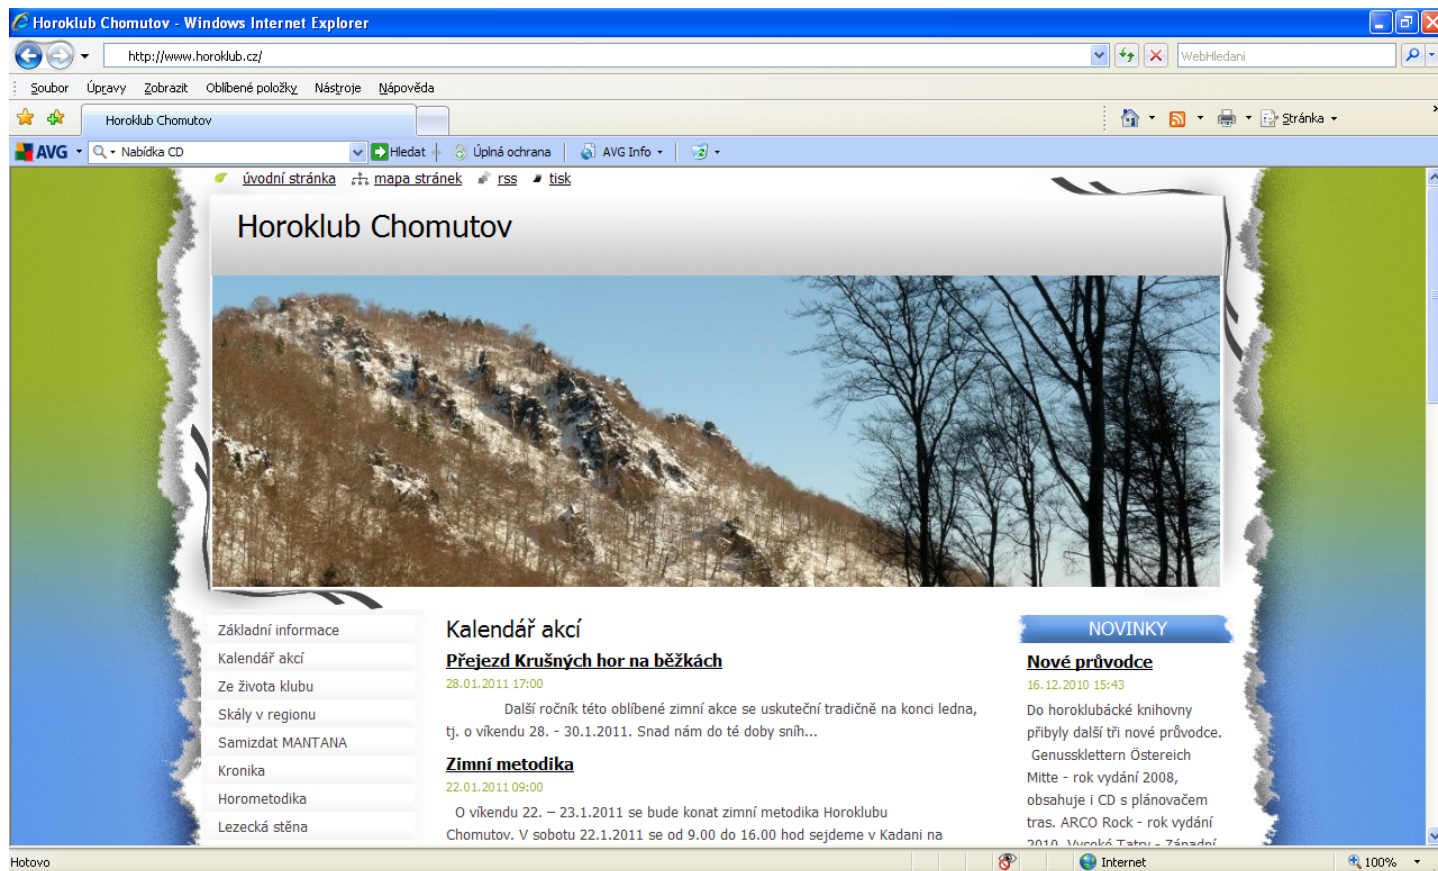 Horoklub Chomutov - Windows Internet Explorer
http://www.horoklub.cz/
WebHledani
Soubor Úpravy Zobrazit Oblíbené položky Nástroje Nápověda
Horoklub Chomutov
Stránka
AVG Nabídka CD Hledat Úplná ochrana AVG Info
úvodní stránka mapa stránek rss tisk
Horoklub Chomutov
Základní informace
Kalendář akcí
Ze života klubu
Skály v regionu
Samizdat MANTANA
Kronika
Horometodika
Lezecká stěna
Kalendář akcí
Přejezd Krušných hor na běžkách
28.01.2011 17:00
Další ročník této oblíbené zimní akce se uskuteční tradičně na konci ledna,
tj. o víkendu 28. - 30.1.2011. Snad nám do té doby sníh...
Zimní metodika
22.01.2011 09:00
O víkendu 22. – 23.1.2011 se bude konat zimní metodika Horoklubu
Chomutov. V sobotu 22.1.2011 se od 9.00 do 16.00 hod sejdeme v Kadani na
NOVINKY
Nové průvodce
16.12.2010 15:43
Do horoklubácké knihovny
přibyly další tři nové průvodce.
Genussklettern Östereich
Mitte - rok vydání 2008,
obsahuje i CD s plánovačem
tras. ARCO Rock - rok vydání
2010. Vysoké Tatry - Západní
Hotovo
Internet
100%